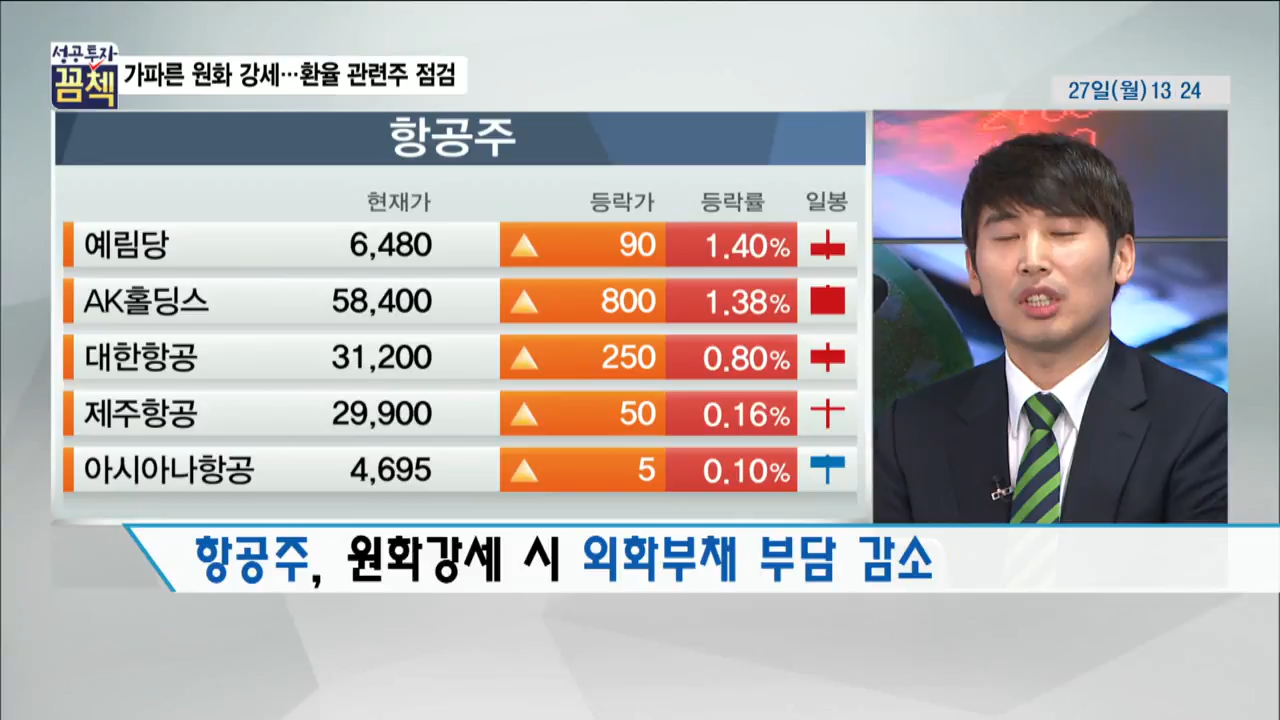 성공투자
꼼첵
가파른 원화 강세…환율 관련주 점검
27일(월) 13 24
항공주
현재가 등락가 등락률 일봉
예림당 6,480 ▲ 90 1.40%
AK홀딩스 58,400 ▲ 800 1.38%
대한항공 31,200 ▲ 250 0.80%
제주항공 29,900 ▲ 50 0.16%
아시아나항공 4,695 ▲ 5 0.10%
항공주, 원화강세 시 외화부채 부담 감소